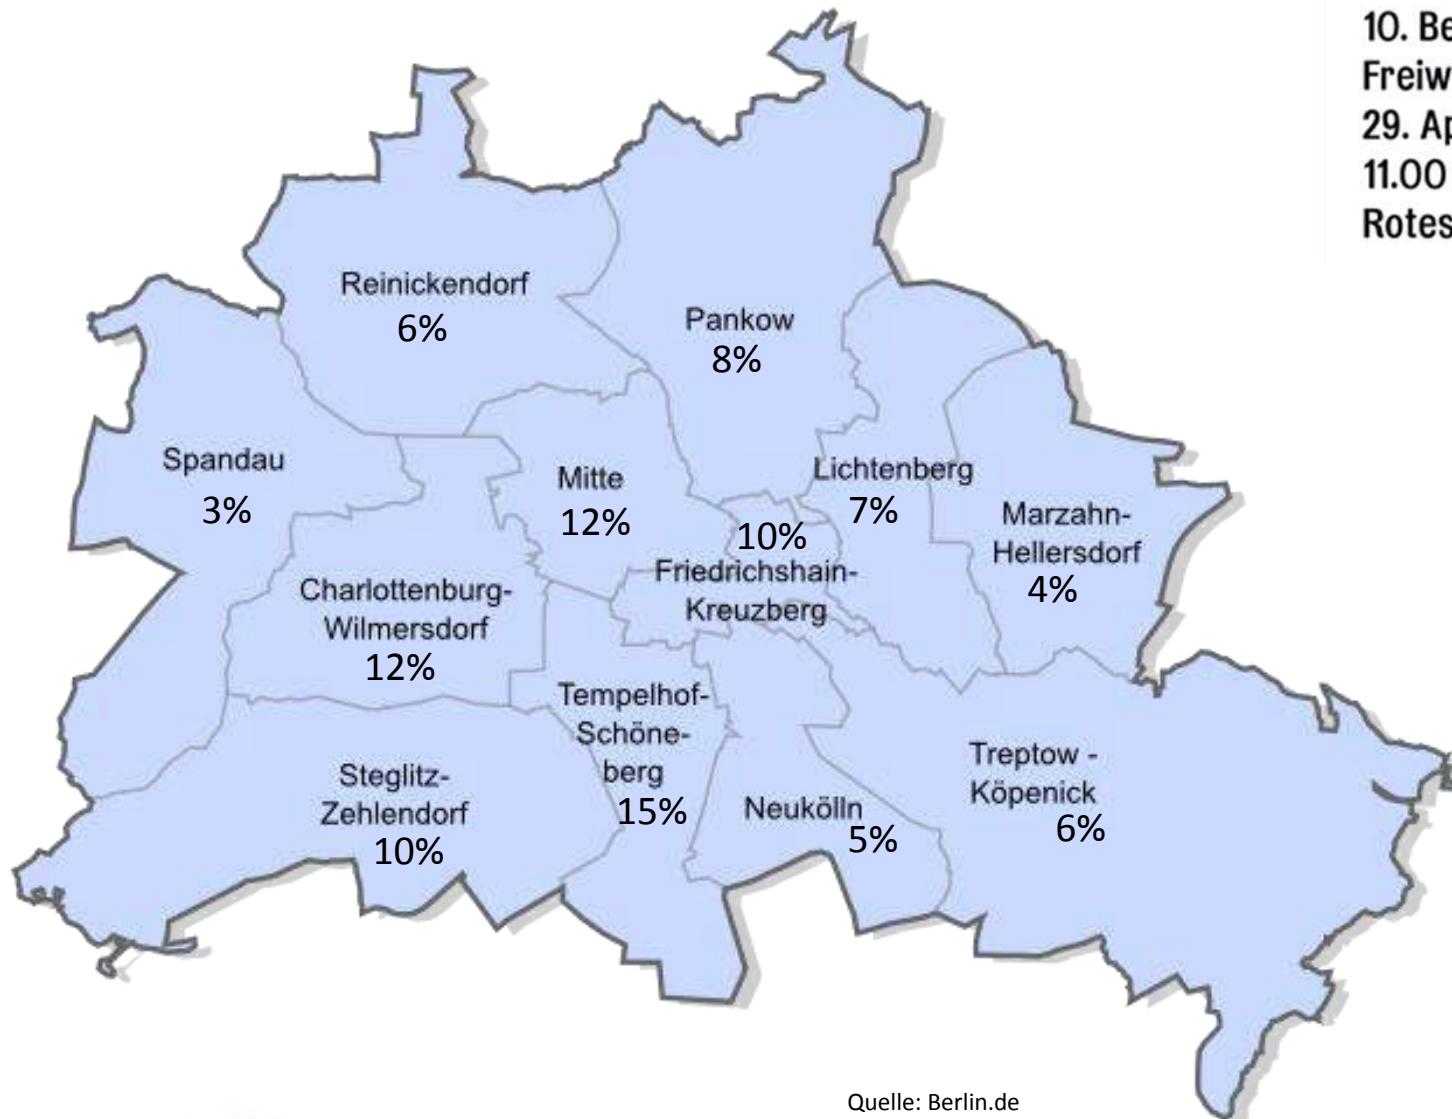 10. Be
Freiw
29. Ap
11.00
Rotes
Reinickendorf
6%
Pankow
8%
Spandau
3%
Mitte
12%
Lichtenberg
7%
Marzahn-
Hellersdorf
4%
10%
Friedrichshain-
Kreuzberg
Charlottenburg-
Wilmersdorf
12%
Tempelhof-
Schöne-
berg
15%
Steglitz-
Zehlendorf
10%
Neukölln
5%
Treptow -
Köpenick
6%
Quelle: Berlin.de